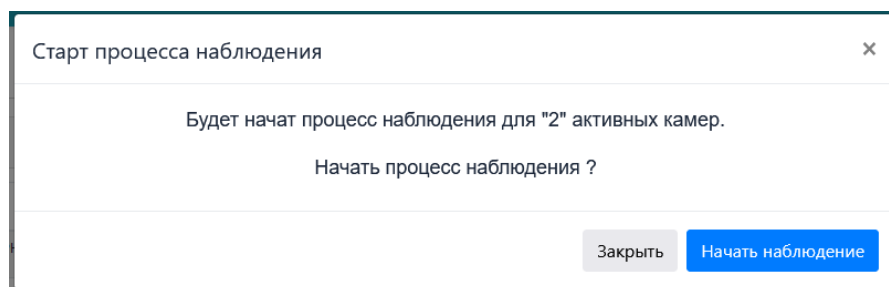 Старт процесса наблюдения
×
Будет начат процесс наблюдения для "2" активных камер.
Начать процесс наблюдения ?
Закрыть
Начать наблюдение